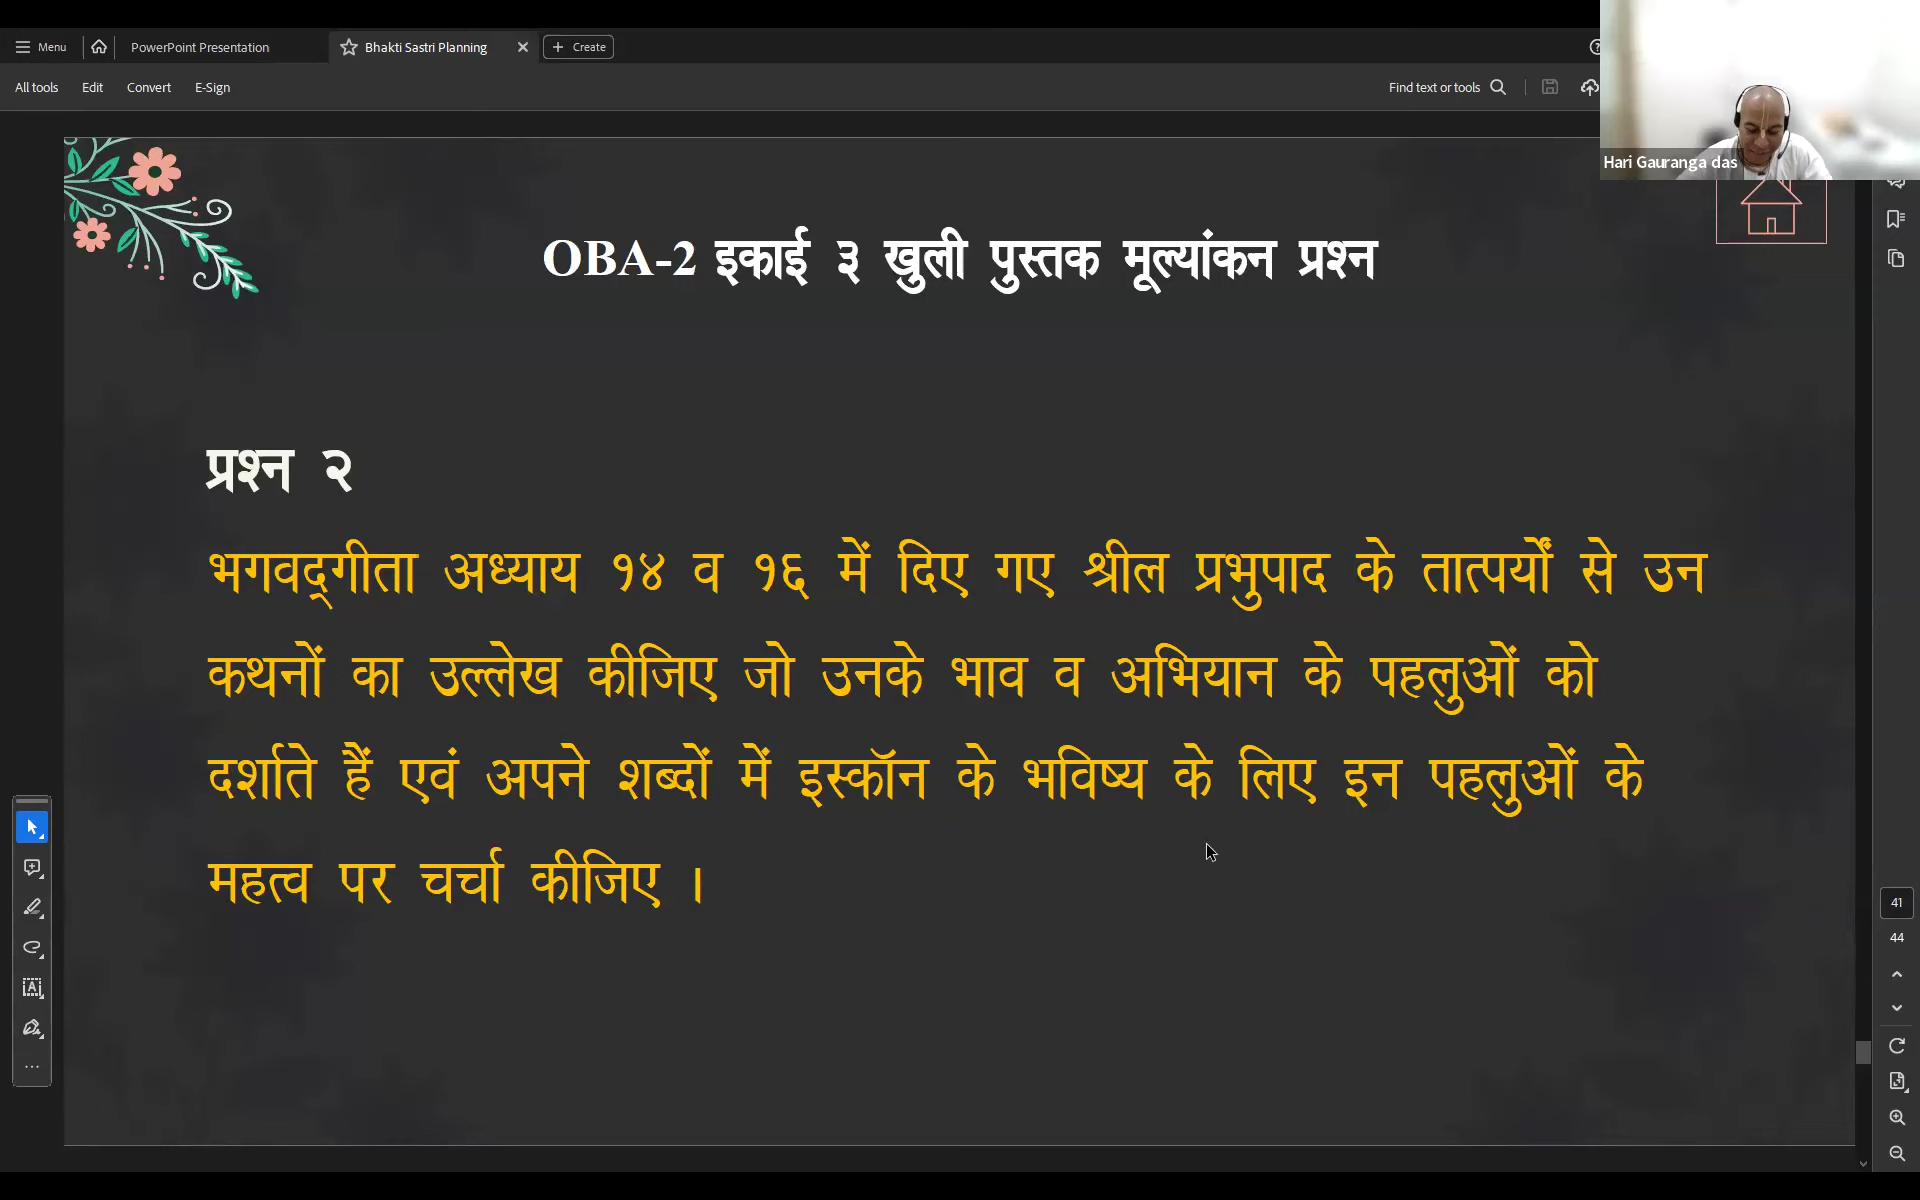 Menu
PowerPoint Presentation
Bhakti Sastri Planning
Create
All tools
Edit
Convert
E-Sign
Find text or tools
Hari Gauranga das
OBA-2 इकाई ३ खुली पुस्तक मूल्यांकन प्रश्न
प्रश्न २
भगवद्‌गीता अध्याय १४ व १६ में दिए गए श्रील प्रभुपाद के तात्पर्यों से उन
कथनों का उल्लेख कीजिए जो उनके भाव व अभियान के पहलुओं को
दर्शाते हैं एवं अपने शब्दों में इस्कॉन के भविष्य के लिए इन पहलुओं के
महत्व पर चर्चा कीजिए ।
41
44